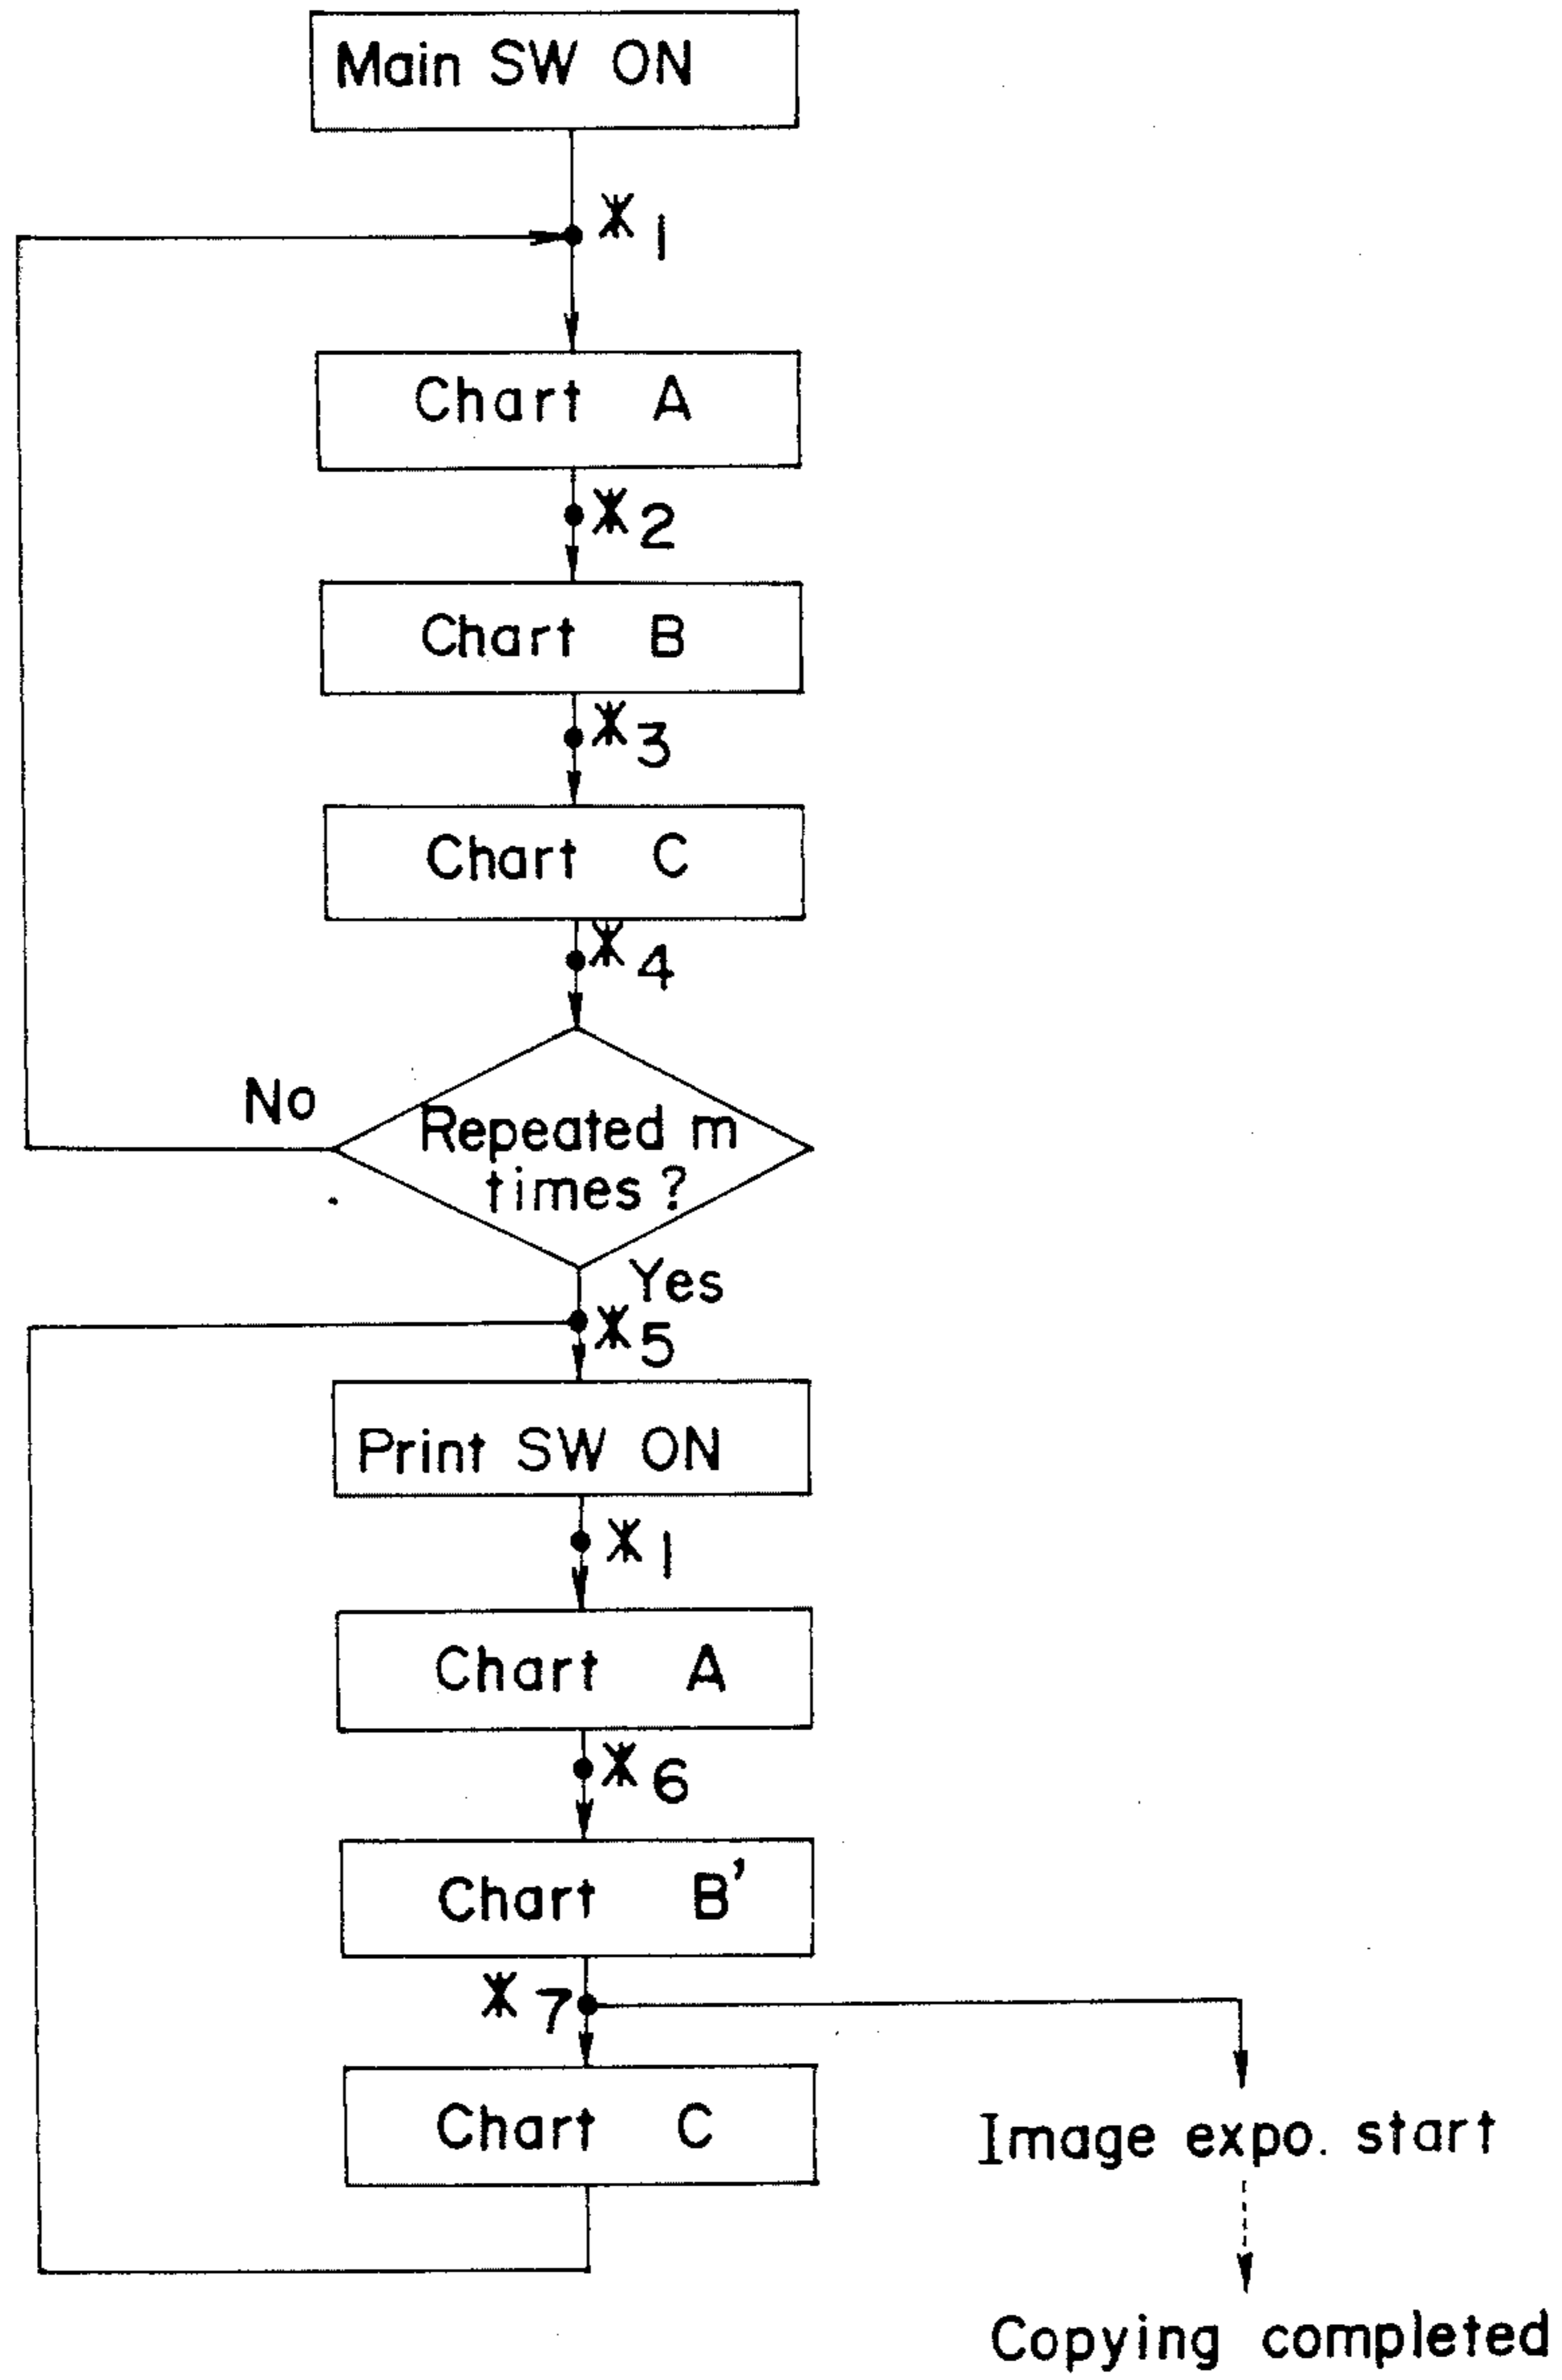 Main SW ON
*1
Chart A
*2
Chart B
*3
Chart C
*4
No
Repeated m
times?
Yes
*5
Print SW ON
*1
Chart A
*6
Chart B'
*7
Chart C
Image expo. start
Copying completed